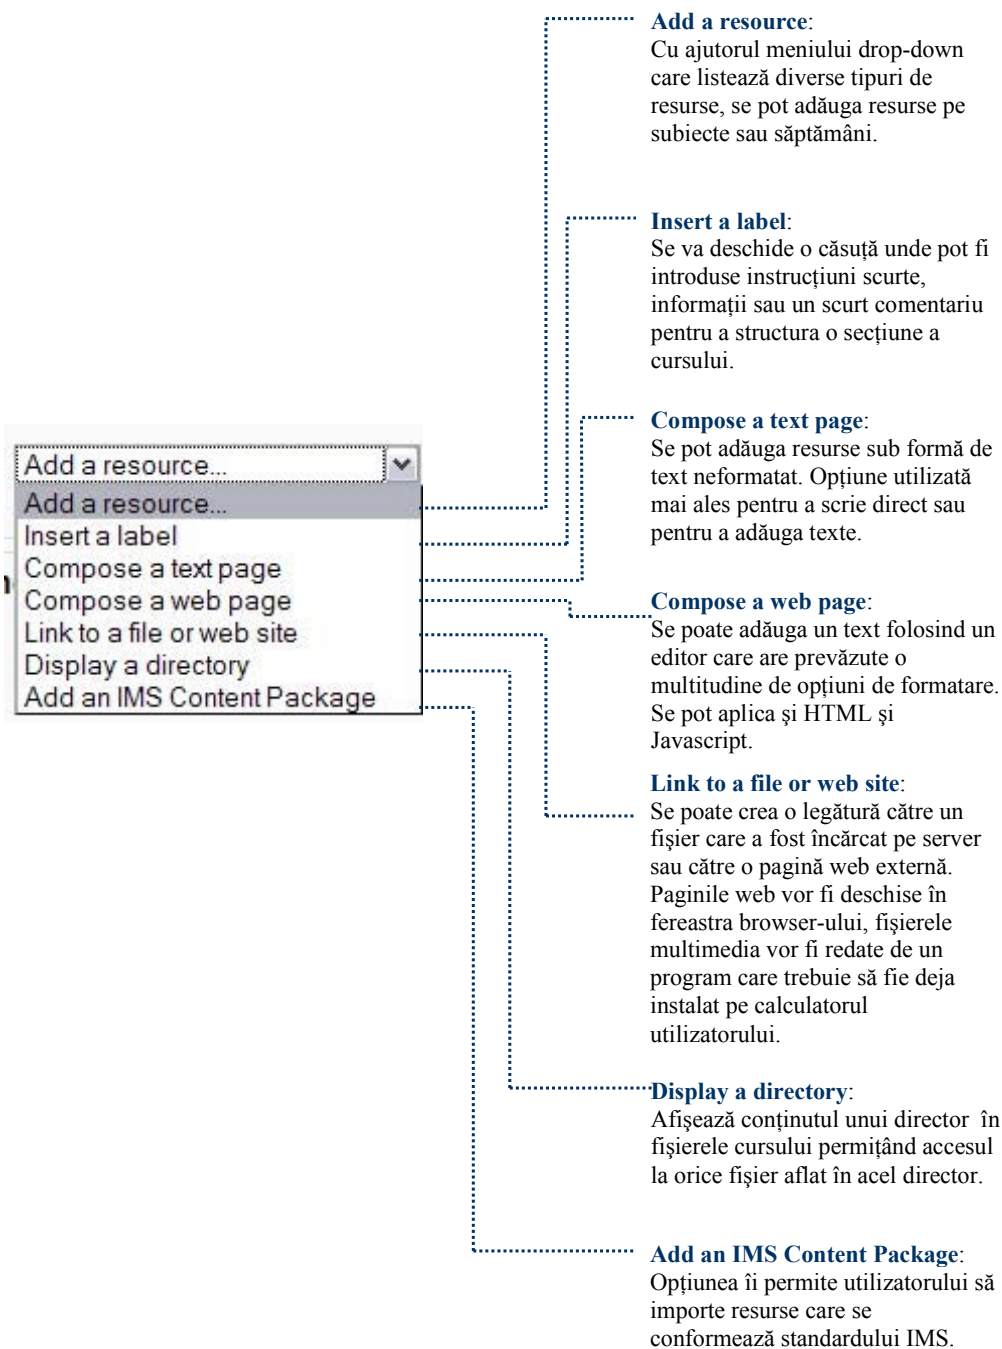 Add a resource:
Cu ajutorul meniului drop-down
care listează diverse tipuri de
resurse, se pot adăuga resurse pe
subiecte sau săptămâni.
Insert a label:
Se va deschide o căsuță unde pot fi
introduse instrucțiuni scurte,
informații sau un scurt comentariu
pentru a structura o secțiune a
cursului.
Compose a text page:
Se pot adăuga resurse sub formă de
text neformatat. Opțiune utilizată
mai ales pentru a scrie direct sau
pentru a adăuga texte.
Add a resource...
Add a resource...
Insert a label
Compose a text page
Compose a web page
Link to a file or web site
Display a directory
Add an IMS Content Package
Compose a web page:
Se poate adăuga un text folosind un
editor care are prevăzute o
multitudine de opțiuni de formatare.
Se pot aplica şi HTML şi
Javascript.
Link to a file or web site:
Se poate crea o legătură către un
fişier care a fost încărcat pe server
sau către o pagină web externă.
Paginile web vor fi deschise în
fereastra browser-ului, fişierele
multimedia vor fi redate de un
program care trebuie să fie deja
instalat pe calculatorul
utilizatorului.
Display a directory:
Afişează conținutul unui director în
fişierele cursului permițând accesul
la orice fişier aflat în acel director.
Add an IMS Content Package:
Opțiunea îi permite utilizatorului să
importe resurse care se
conformează standardului IMS.